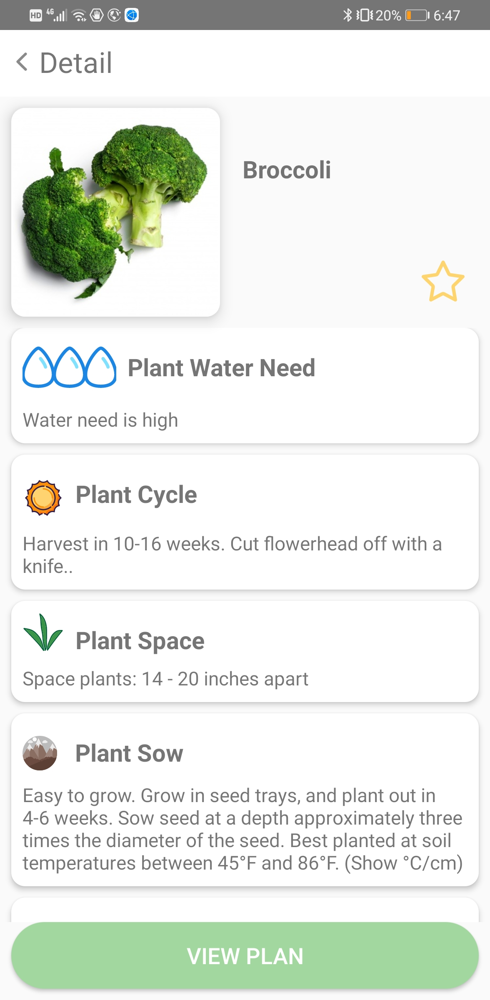 HD 4G 20% 6:47
Detail
Broccoli
Plant Water Need
Water need is high
Plant Cycle
Harvest in 10-16 weeks. Cut flowerhead off with a
knife..
Plant Space
Space plants: 14 - 20 inches apart
Plant Sow
Easy to grow. Grow in seed trays, and plant out in
4-6 weeks. Sow seed at a depth approximately three
times the diameter of the seed. Best planted at soil
temperatures between 45°F and 86°F. (Show °C/cm)
VIEW PLAN